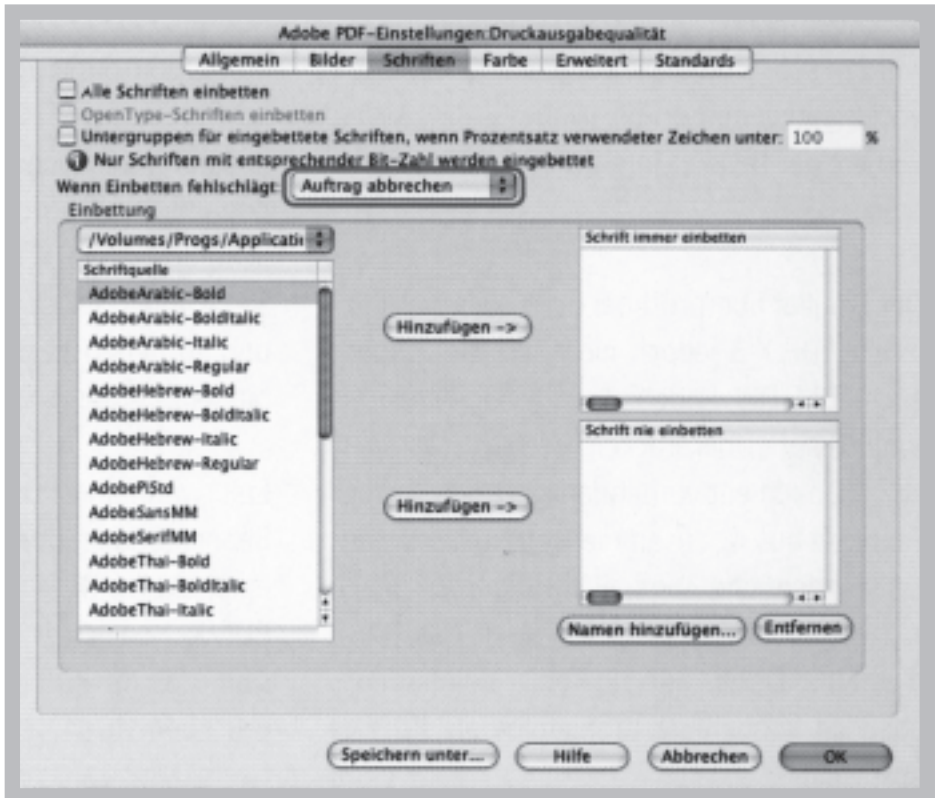 Adobe PDF-Einstellungen:Druckausgabequalität
Allgemein Bilder Schriften Farbe Erweitert Standards
Alle Schriften einbetten
OpenType-Schriften einbetten
Untergruppen für eingebettete Schriften, wenn Prozentsatz verwendeter Zeichen unter: 100 %
Nur Schriften mit entsprechender Bit-Zahl werden eingebettet
Wenn Einbetten fehlschlägt: Auftrag abbrechen
Einbettung
/Volumes/Progs/Applicatio
Schriftquelle
AdobeArabic-Bold
AdobeArabic-BoldItalic
AdobeArabic-Italic
AdobeArabic-Regular
AdobeHebrew-Bold
AdobeHebrew-BoldItalic
AdobeHebrew-Italic
AdobeHebrew-Regular
AdobePiStd
AdobeSansMM
AdobeSerifMM
AdobeThai-Bold
AdobeThai-BoldItalic
AdobeThai-Italic
Hinzufügen ->
Hinzufügen ->
Schrift immer einbetten
Schrift nie einbetten
Namen hinzufügen... Entfernen
Speichern unter... Hilfe Abbrechen OK